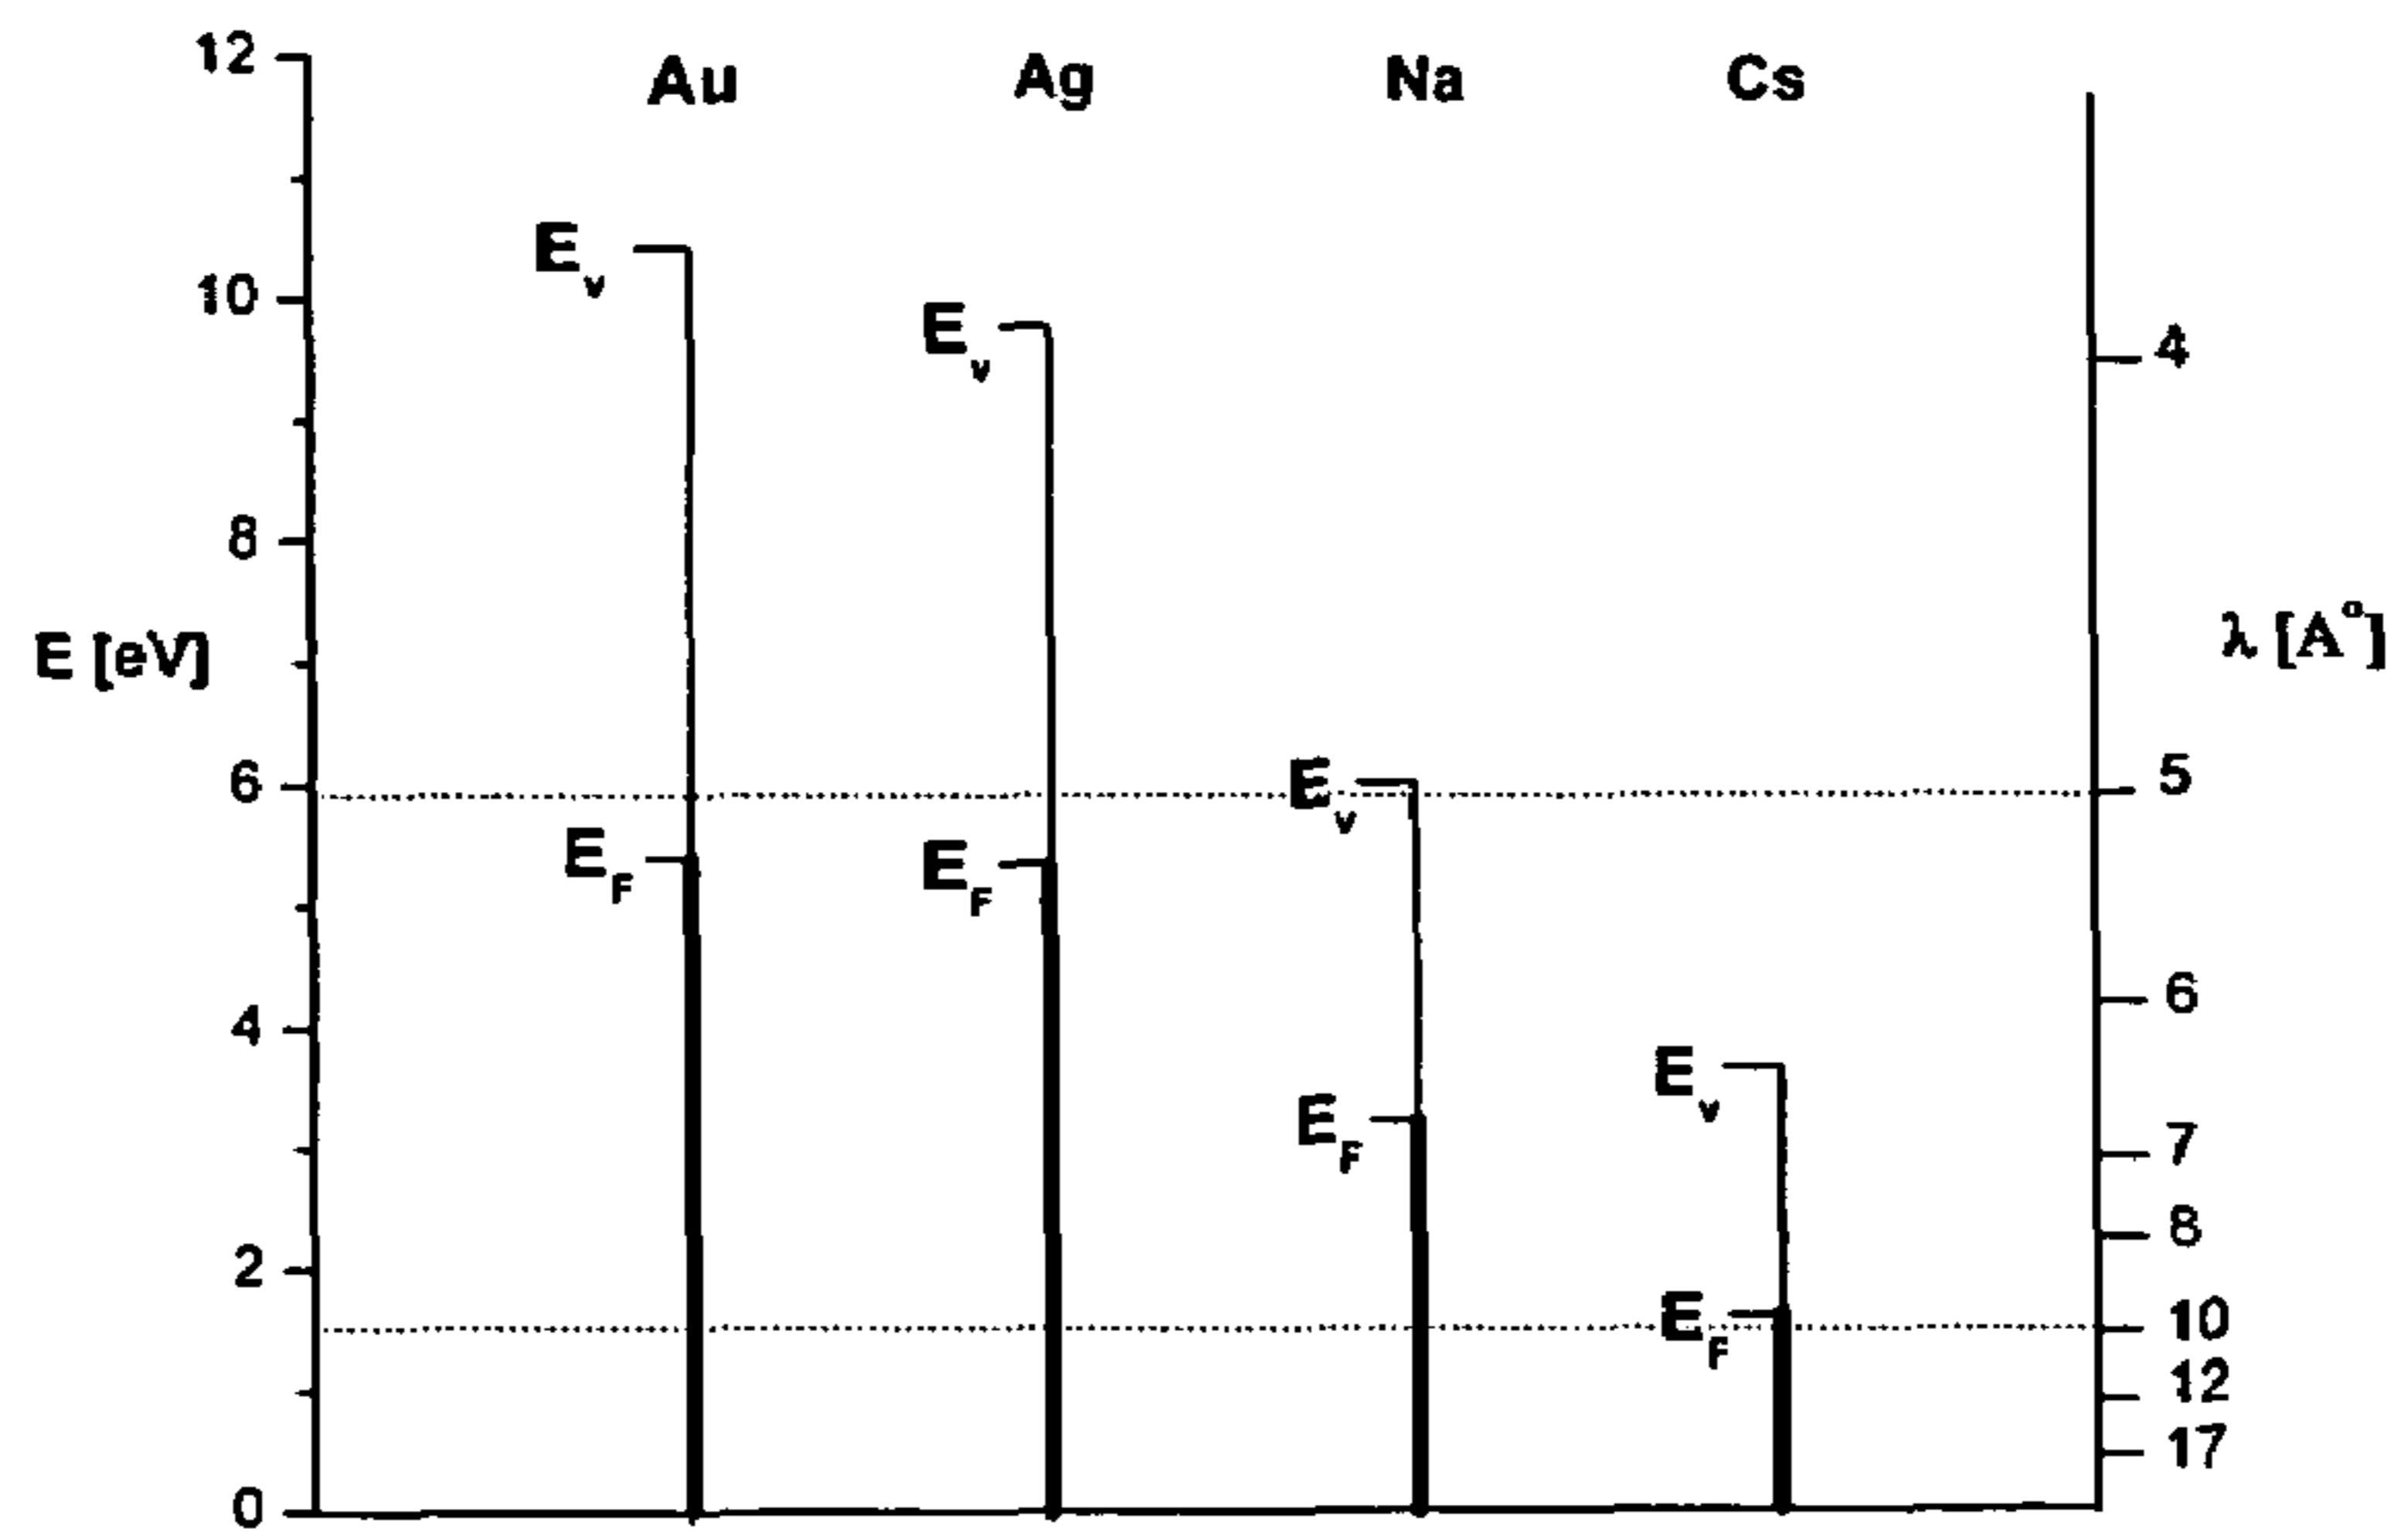 12 Au Ag Na Cs
E_v
10 E_v 4
8
E [eV] λ [A°]
6 E_v 5
E_F E_F
4 6
E_v
E_F 7
2 8
E_F 10
12
17
0